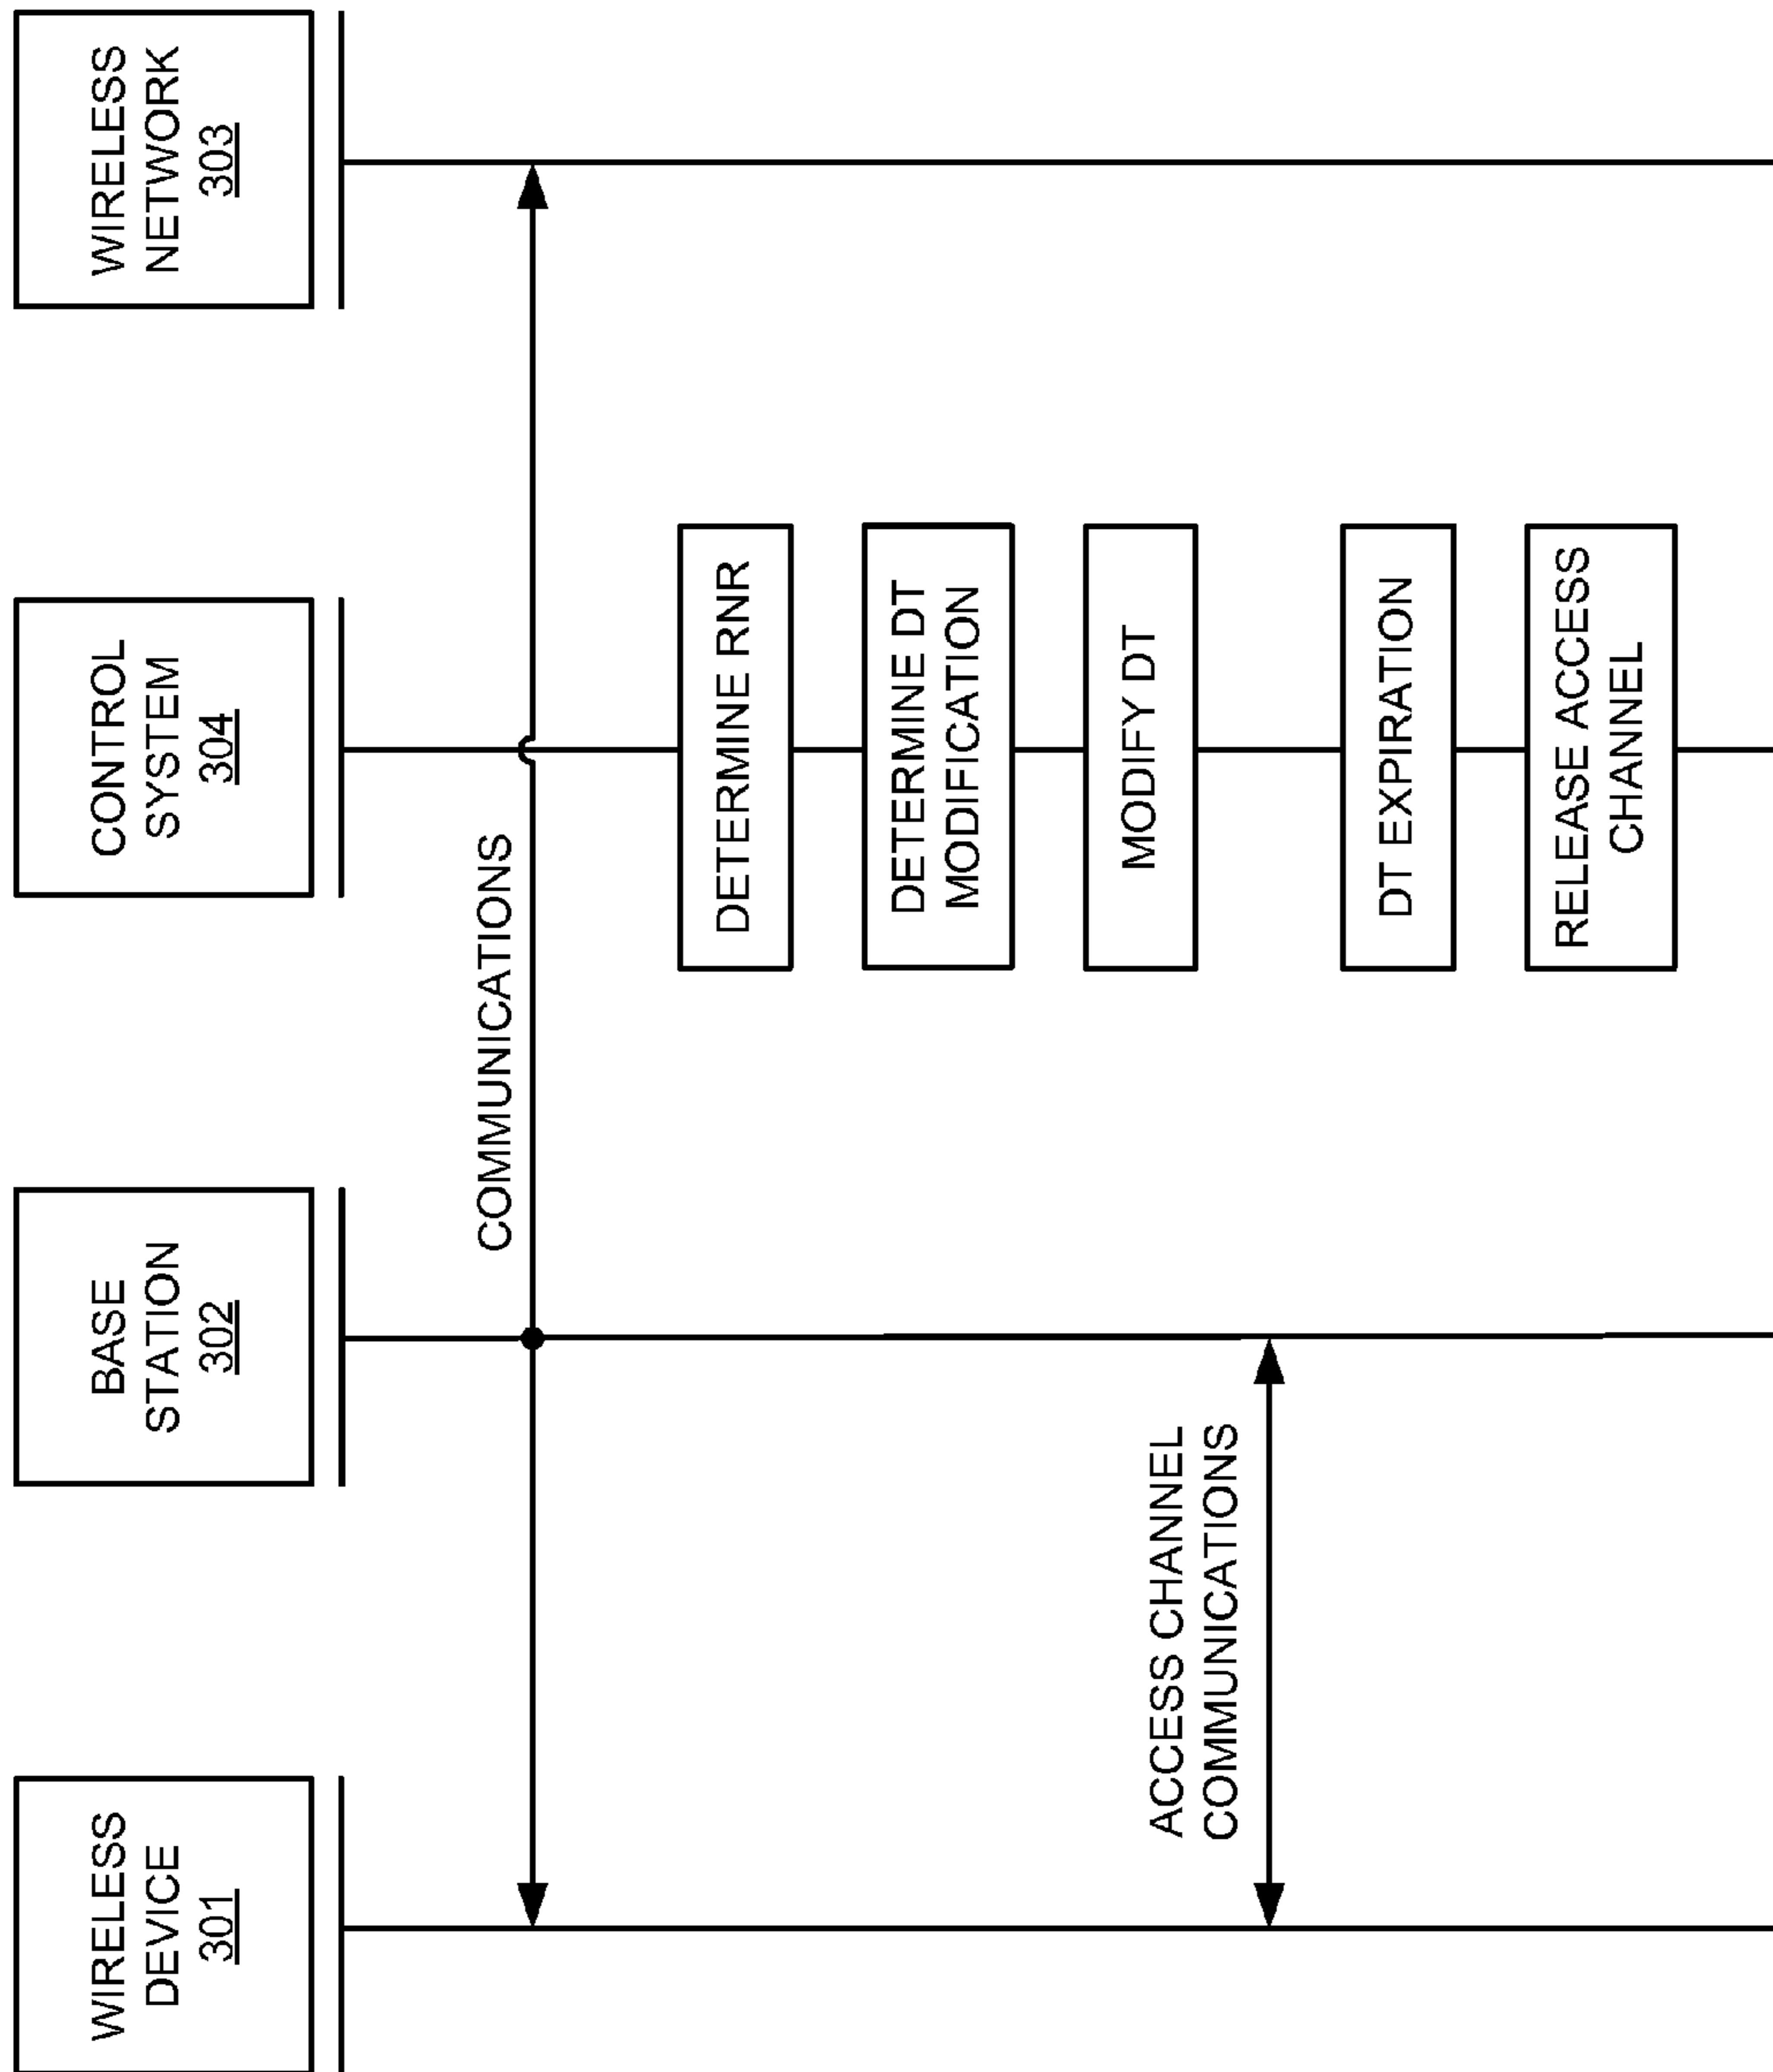 WIRELESS
DEVICE
301
BASE
STATION
302
CONTROL
SYSTEM
304
WIRELESS
NETWORK
303
COMMUNICATIONS
DETERMINE RNR
DETERMINE DT
MODIFICATION
MODIFY DT
ACCESS CHANNEL
COMMUNICATIONS
DT EXPIRATION
RELEASE ACCESS
CHANNEL